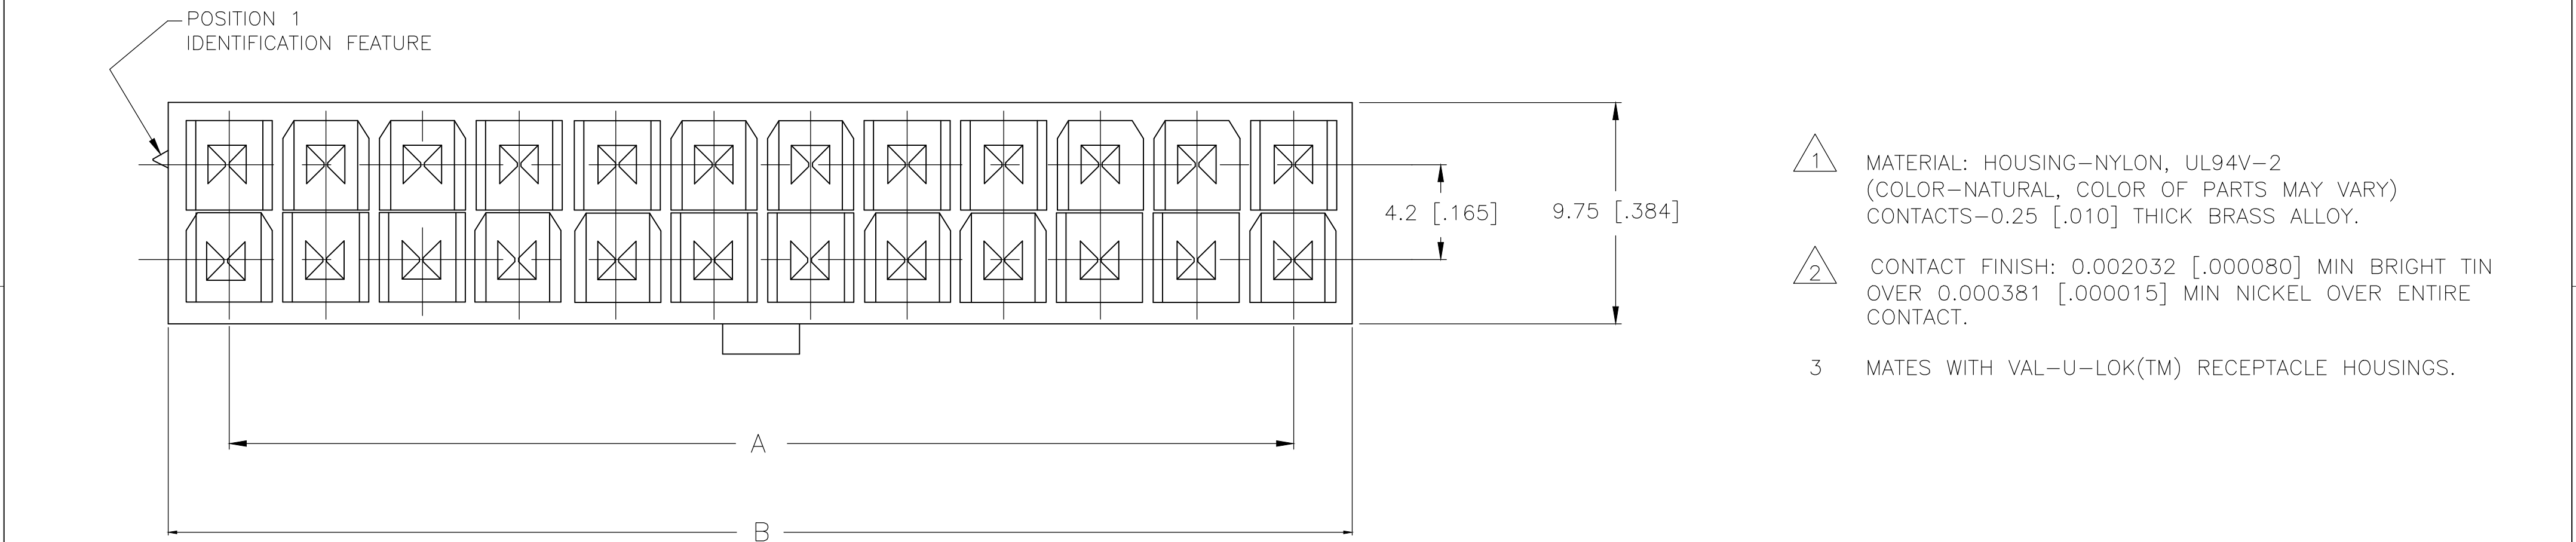 POSITION 1
IDENTIFICATION FEATURE
4.2 [.165]
9.75 [.384]
A
B
1 MATERIAL: HOUSING-NYLON, UL94V-2
(COLOR-NATURAL, COLOR OF PARTS MAY VARY)
CONTACTS-0.25 [.010] THICK BRASS ALLOY.
2 CONTACT FINISH: 0.002032 [.000080] MIN BRIGHT TIN
OVER 0.000381 [.000015] MIN NICKEL OVER ENTIRE
CONTACT.
3 MATES WITH VAL-U-LOK(TM) RECEPTACLE HOUSINGS.